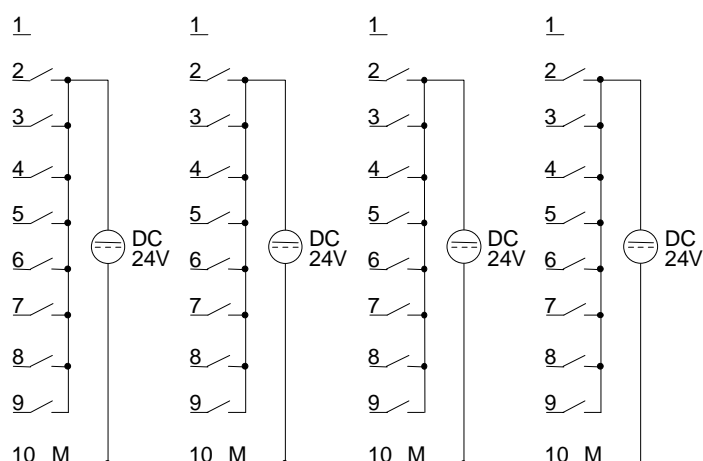 1 1 1 1
2 2 2 2
3 3 3 3
4 4 4 4
5 5 5 5
DC DC DC DC
6 24V 6 24V 6 24V 6 24V
7 7 7 7
8 8 8 8
9 9 9 9
10 M 10 M 10 M 10 M